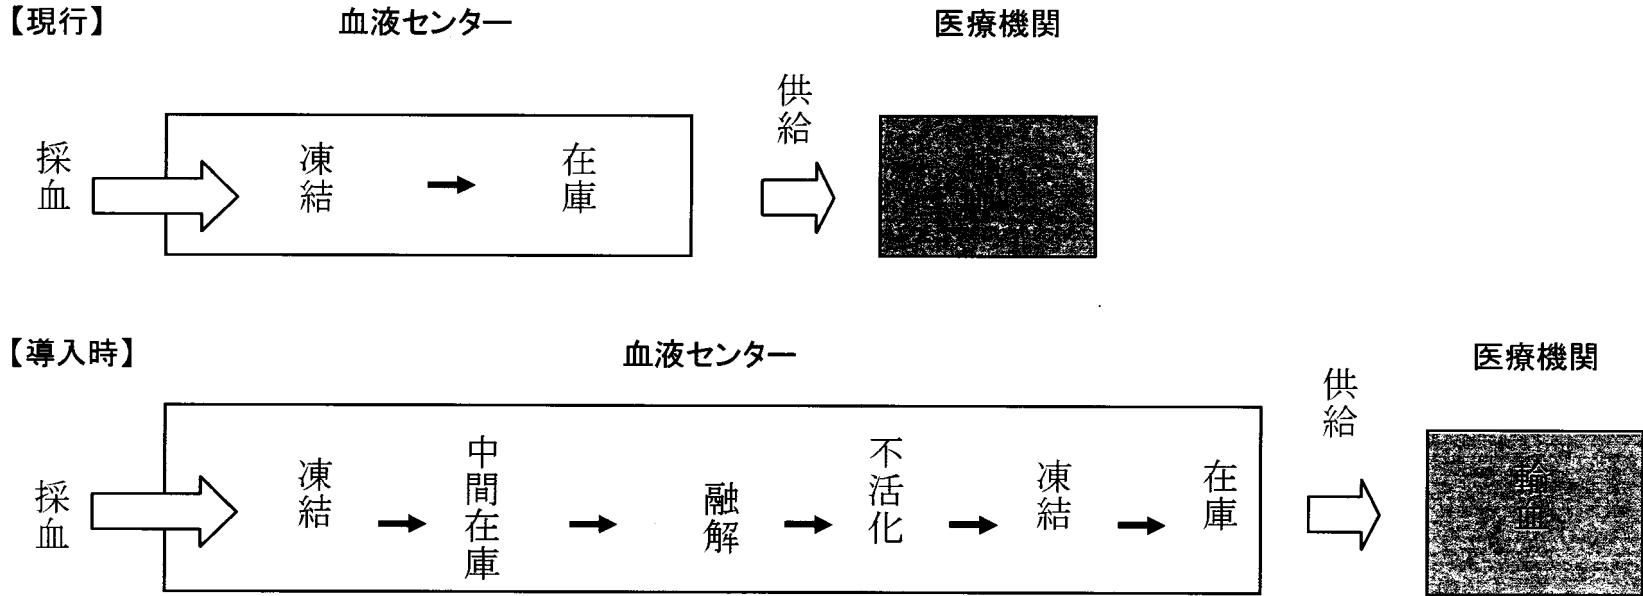 【現行】 血液センター 医療機関
採血 凍結 在庫 供給
【導入時】 血液センター 医療機関
採血 凍結 中間在庫 融解 不活化 凍結 在庫 供給 輸血